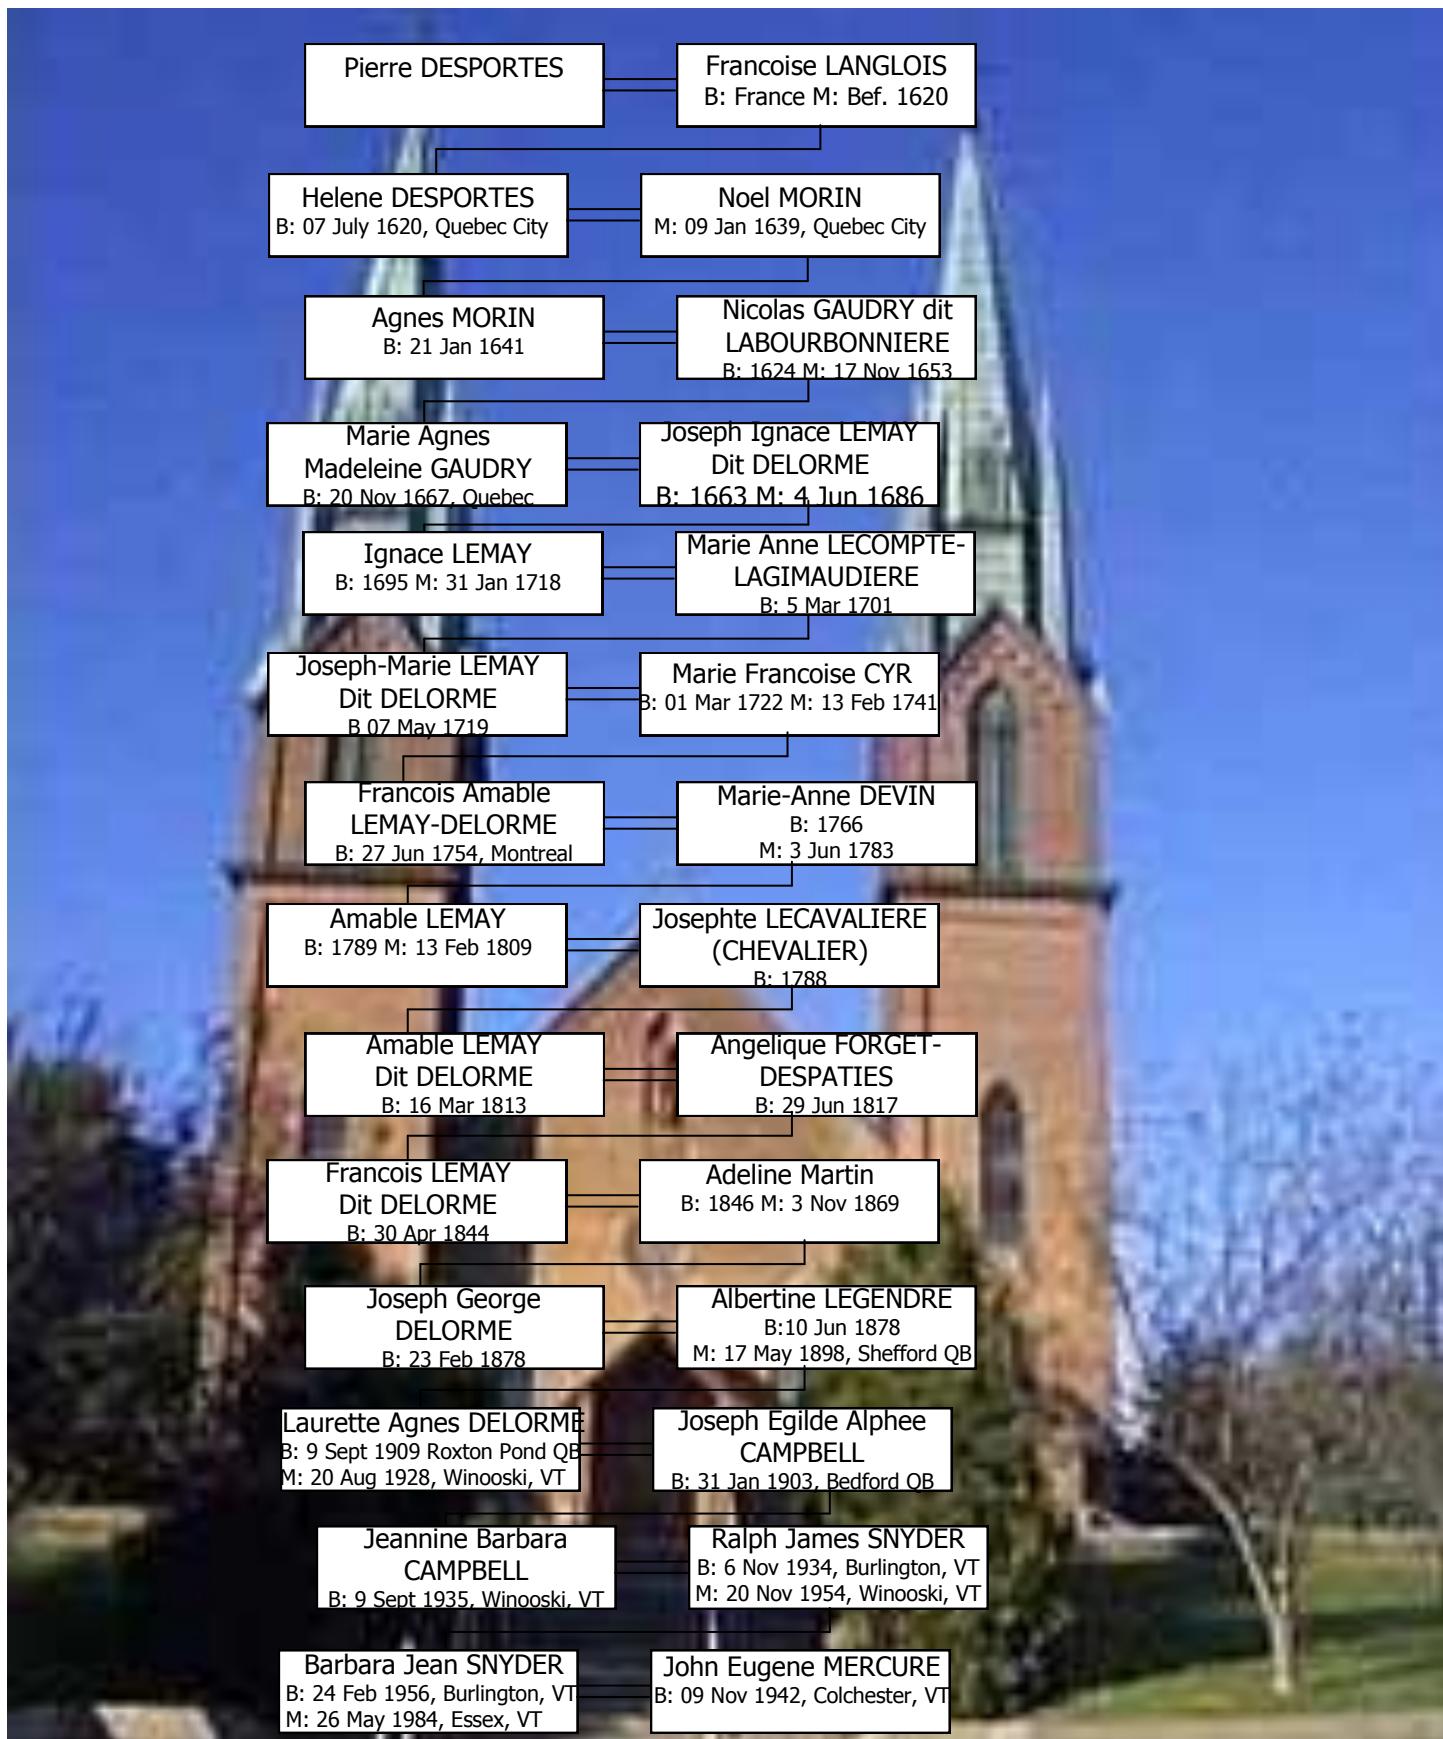 Pierre DESPORTES
Francoise LANGLOIS
B: France M: Bef. 1620
Helene DESPORTES
B: 07 July 1620, Quebec City
Noel MORIN
M: 09 Jan 1639, Quebec City
Agnes MORIN
B: 21 Jan 1641
Nicolas GAUDRY dit
LABOURBONNIERE
B: 1624 M: 17 Nov 1653
Marie Agnes
Madeleine GAUDRY
B: 20 Nov 1667, Quebec
Joseph Ignace LEMAY
Dit DELORME
B: 1663 M: 4 Jun 1686
Ignace LEMAY
B: 1695 M: 31 Jan 1718
Marie Anne LECOMPTE-
LAGIMAUDIERE
B: 5 Mar 1701
Joseph-Marie LEMAY
Dit DELORME
B 07 May 1719
Marie Francoise CYR
B: 01 Mar 1722 M: 13 Feb 1741
Francois Amable
LEMAY-DELORME
B: 27 Jun 1754, Montreal
Marie-Anne DEVIN
B: 1766
M: 3 Jun 1783
Amable LEMAY
B: 1789 M: 13 Feb 1809
Josephte LECAVALIERE
(CHEVALIER)
B: 1788
Amable LEMAY
Dit DELORME
B: 16 Mar 1813
Angelique FORGET-
DESPATIES
B: 29 Jun 1817
Francois LEMAY
Dit DELORME
B: 30 Apr 1844
Adeline Martin
B: 1846 M: 3 Nov 1869
Joseph George
DELORME
B: 23 Feb 1878
Albertine LEGENDRE
B:10 Jun 1878
M: 17 May 1898, Shefford QB
Laurette Agnes DELORME
B: 9 Sept 1909 Roxton Pond QB
M: 20 Aug 1928, Winooski, VT
Joseph Egilde Alphee
CAMPBELL
B: 31 Jan 1903, Bedford QB
Jeannine Barbara
CAMPBELL
B: 9 Sept 1935, Winooski, VT
Ralph James SNYDER
B: 6 Nov 1934, Burlington, VT
M: 20 Nov 1954, Winooski, VT
Barbara Jean SNYDER
B: 24 Feb 1956, Burlington, VT
M: 26 May 1984, Essex, VT
John Eugene MERCURE
B: 09 Nov 1942, Colchester, VT